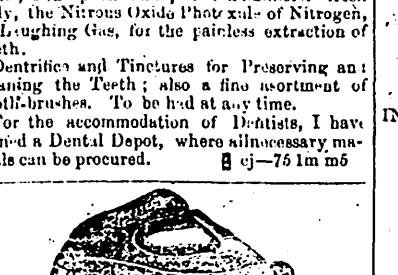 ly, the Nitrous Oxide Protoxide of Nitrogen,
Laughing Gas, for the painless extraction of
eth.
Dentrifice and Tinctures for Preserving and
eaning the Teeth; also a fine assortment of
oth-brushes. To be had at any time.
For the accommodation of Dentists, I have
ned a Dental Depot, where all necessary ma-
ls can be procured. cj—75 1m m5
IN